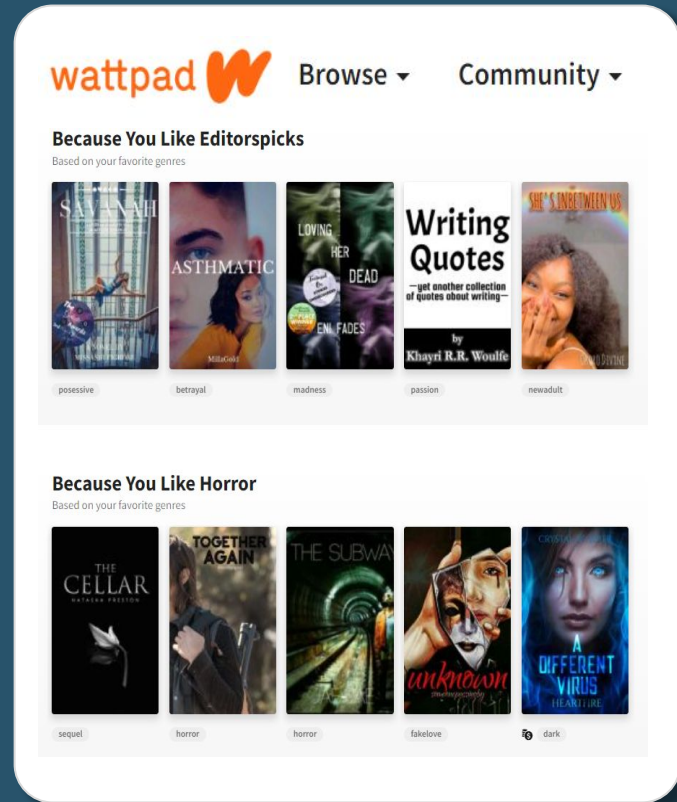 wattpad
Browse
Community
Because You Like Editorspicks
Based on your favorite genres
SAVANAH
ASTHMATIC
MillaGold
LOVING
HER
DEAD
ENI FADES
Writing
Quotes
—yet another collection
of quotes about writing—
by
Khayri R.R. Woulfe
SHE'S INBETWEEN US
posessive
betrayal
madness
passion
newadult
Because You Like Horror
Based on your favorite genres
THE
CELLAR
NATASHA PRESTON
TOGETHER
AGAIN
THE SUBWAY
unknown
A
DIFFERENT
VIRUS
HEARTFIRE
sequel
horror
horror
fakelove
dark